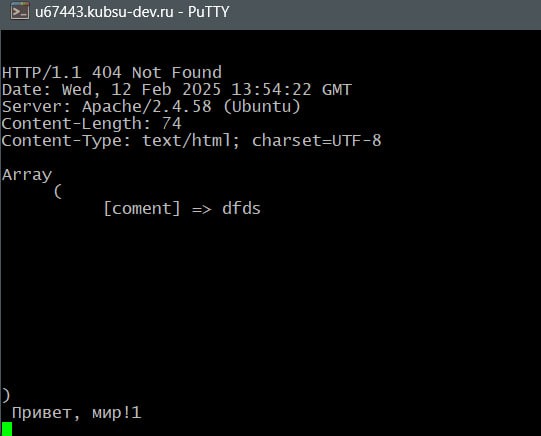 u67443.kubsu-dev.ru - PuTTY
HTTP/1.1 404 Not Found
Date: Wed, 12 Feb 2025 13:54:22 GMT
Server: Apache/2.4.58 (Ubuntu)
Content-Length: 74
Content-Type: text/html; charset=UTF-8
Array
(
[coment] => dfds
)
Привет, мир!1